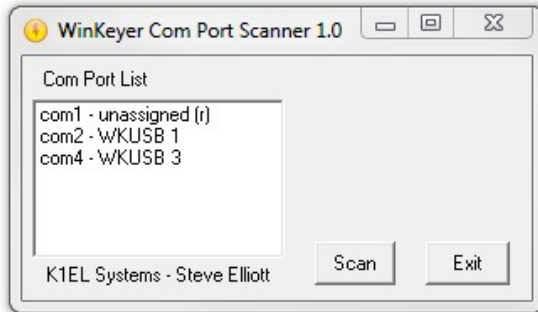 WinKeyer Com Port Scanner 1.0
Com Port List
com1 - unassigned (r)
com2 - WKUSB 1
com4 - WKUSB 3
K1EL Systems - Steve Elliott
Scan
Exit